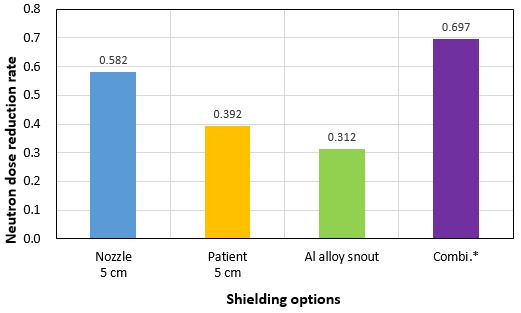 Neutron dose reduction rate
0.8
0.7
0.6
0.5
0.4
0.3
0.2
0.1
0.0
0.582
0.392
0.312
0.697
Nozzle
5 cm
Patient
5 cm
Al alloy snout
Combi.*
Shielding options